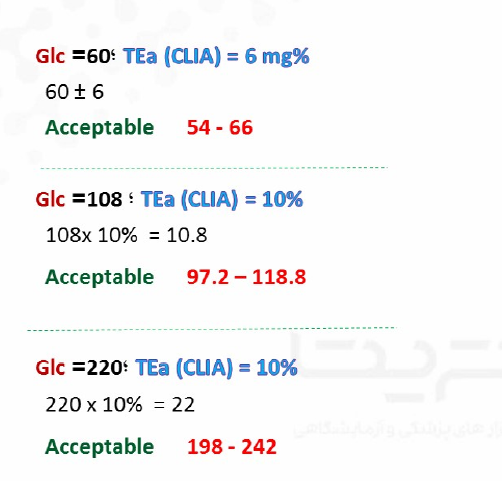 Glc =60؛ TEa (CLIA) = 6 mg%
60 ± 6
Acceptable 54 - 66
Glc =108 ؛ TEa (CLIA) = 10%
108x 10% = 10.8
Acceptable 97.2 – 118.8
Glc =220؛ TEa (CLIA) = 10%
220 x 10% = 22
Acceptable 198 - 242